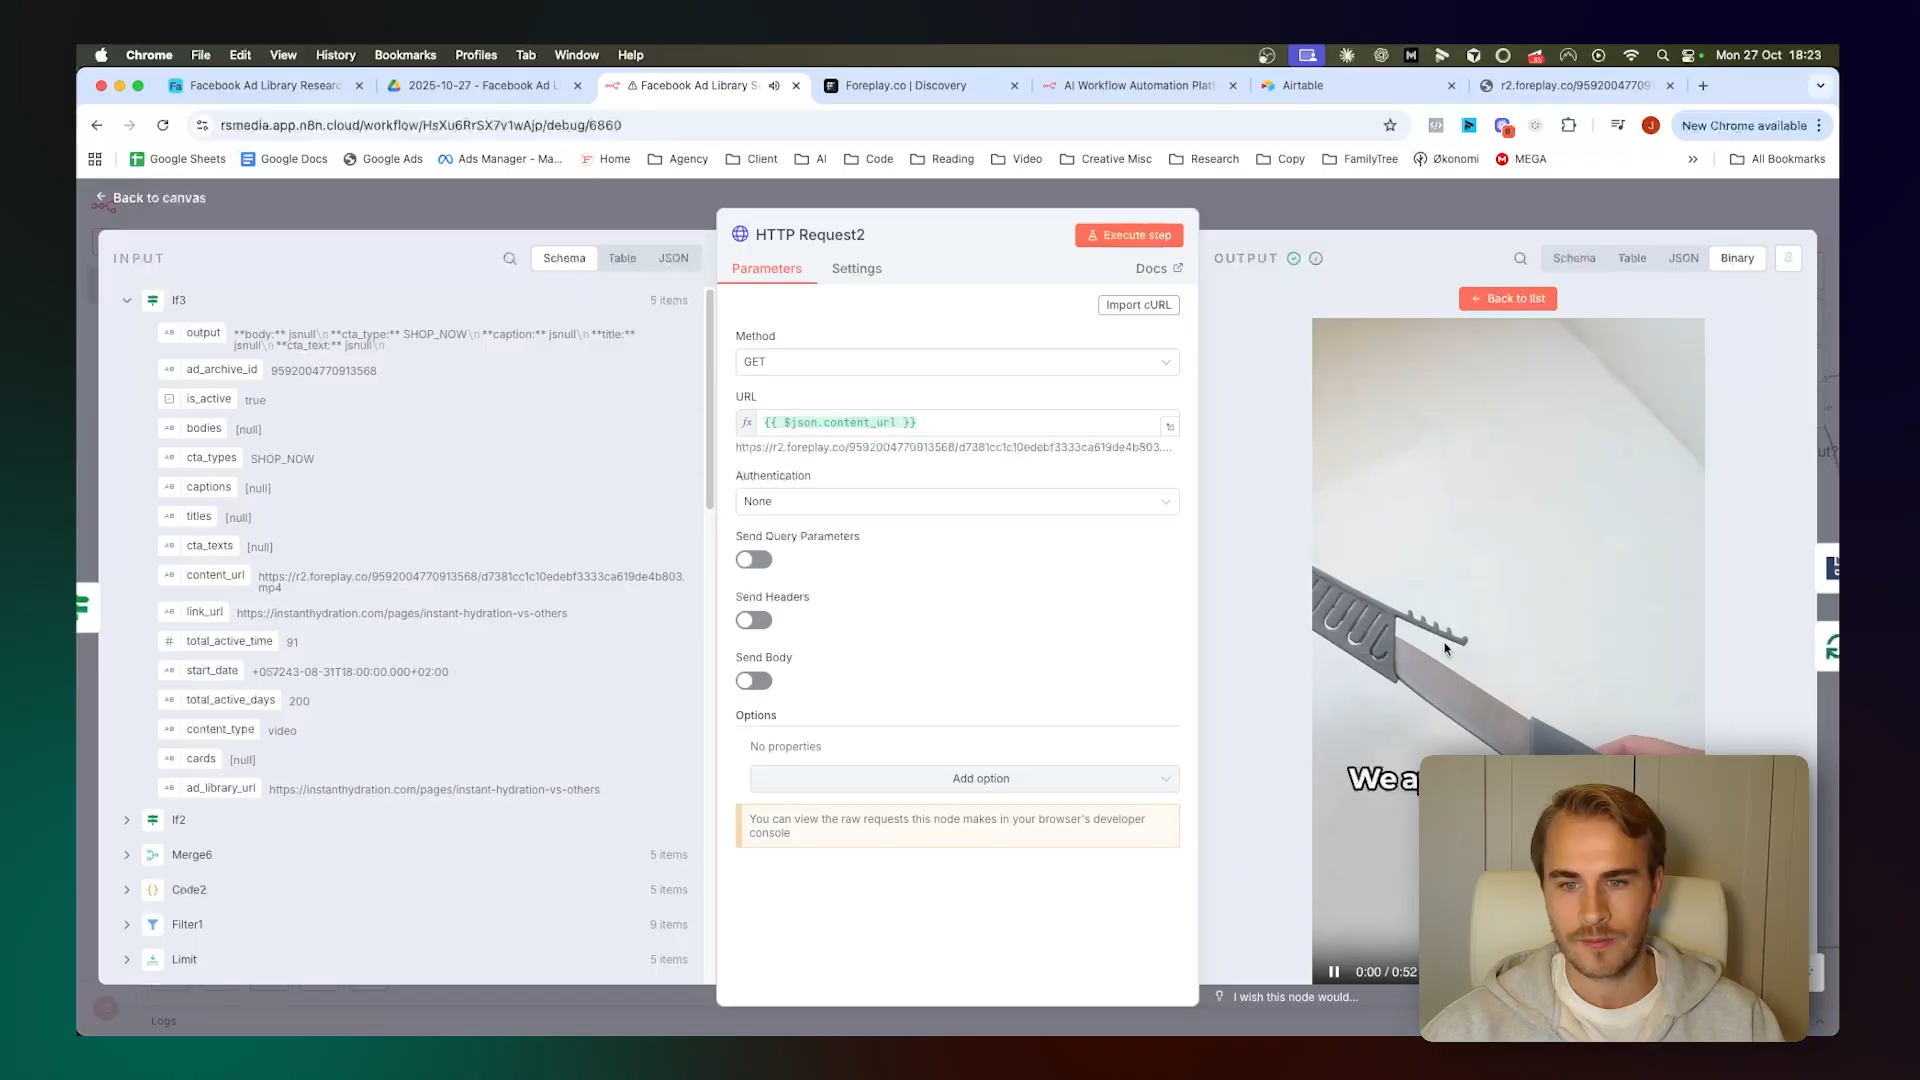 Chrome File Edit View History Bookmarks Profiles Tab Window Help Mon 27 Oct 18:23
Facebook Ad Library Researc 2025-10-27 - Facebook Ad L Facebook Ad Library S Foreplay.co | Discovery AI Workflow Automation Platf Airtable r2.foreplay.co/9592004770
rsmedia.app.n8n.cloud/workflow/HsXu6RrSX7v1wAjp/debug/6860 New Chrome available
Google Sheets Google Docs Google Ads Ads Manager - Ma... Home Agency Client AI Code Reading Video Creative Misc Research Copy FamilyTree Økonomi MEGA All Bookmarks
Back to canvas
INPUT
Schema Table JSON
If3 5 items
output **body:** jsnull\n **cta_type:** SHOP_NOW\n **caption:** jsnull\n **title:**
jsnull\n **cta_text:** jsnull\n
ad_archive_id 9592004770913568
is_active true
bodies [null]
cta_types SHOP_NOW
captions [null]
titles [null]
cta_texts [null]
content_url https://r2.foreplay.co/9592004770913568/d7381cc1c10edebf3333ca619de4b803.
mp4
link_url https://instanthydration.com/pages/instant-hydration-vs-others
total_active_time 91
start_date +057243-08-31T18:00:00.000+02:00
total_active_days 200
content_type video
cards [null]
ad_library_url https://instanthydration.com/pages/instant-hydration-vs-others
If2
Merge6 5 items
Code2 5 items
Filter1 9 items
Limit 5 items
Logs
HTTP Request2
Execute step
Parameters Settings Docs
Import cURL
Method
GET
URL
fx {{ $json.content_url }}
https://r2.foreplay.co/9592004770913568/d7381cc1c10edebf3333ca619de4b803....
Authentication
None
Send Query Parameters
Send Headers
Send Body
Options
No properties
Add option
You can view the raw requests this node makes in your browser's developer
console
OUTPUT
Schema Table JSON Binary
Back to list
We a
0:00 / 0:52
I wish this node would...